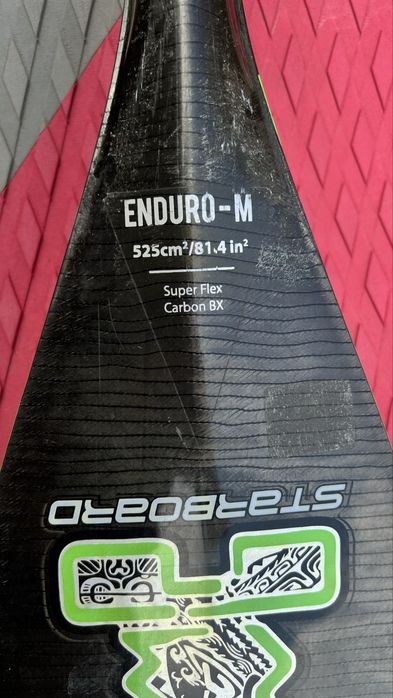 ENDURO-M
525cm²/81.4 in²
Super Flex
Carbon BX
STARBOARD